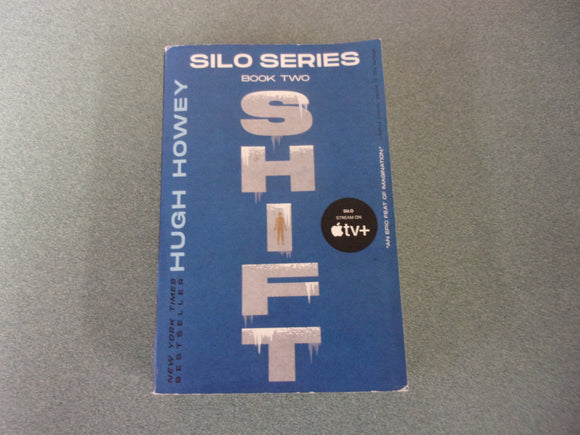 SILO SERIES
BOOK TWO
SHIFT
HUGH HOWEY
NEW YORK TIMES
BESTSELLER
SILO
STREAM ON
tv+
"AN EPIC FEAT OF IMAGINATION."